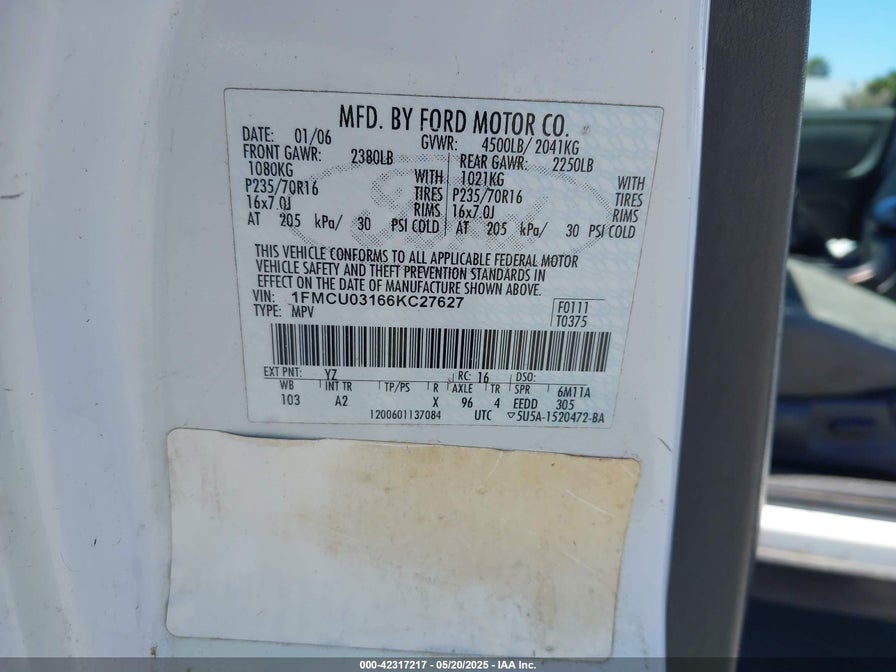 MFD. BY FORD MOTOR CO.
DATE: 01/06 GVWR: 4500LB/ 2041KG
FRONT GAWR: 2380LB REAR GAWR: 2250LB
1080KG WITH 1021KG WITH
P235/70R16 TIRES P235/70R16 TIRES
16x7.0J RIMS 16x7.0J RIMS
AT 205 kPa/ 30 PSI COLD AT 205 kPa/ 30 PSI COLD
THIS VEHICLE CONFORMS TO ALL APPLICABLE FEDERAL MOTOR
VEHICLE SAFETY AND THEFT PREVENTION STANDARDS IN
EFFECT ON THE DATE OF MANUFACTURE SHOWN ABOVE.
VIN: 1FMCU03166KC27627 F0111
TYPE: MPV T0375
EXT PNT: YZ RC: 16 DSO:
WB INT TR TP/PS R AXLE TR SPR 6M11A
103 A2 X 96 4 EEDD 305
1200601137084 UTC ▽5U5A-1520472-BA
000-42317217 | 05/20/2025 | IAA Inc.